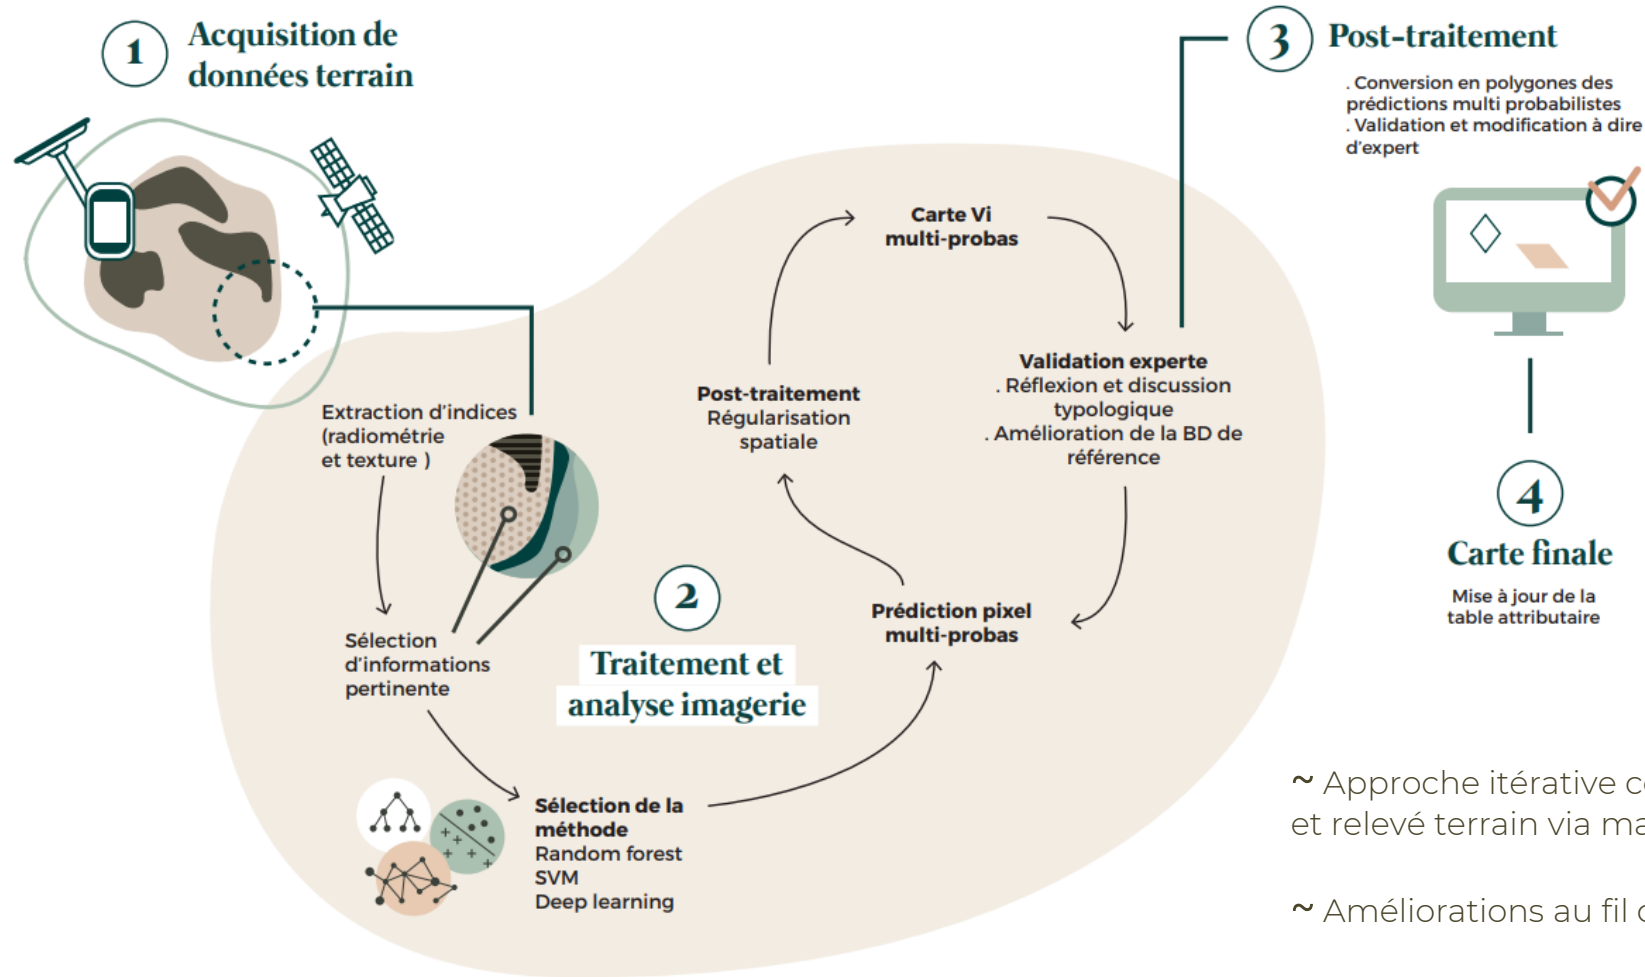 1
Acquisition de
données terrain
Extraction d'indices
(radiométrie
et texture )
Sélection
d'informations
pertinente
2
Traitement et
analyse imagerie
Sélection de la
méthode
Random forest
SVM
Deep learning
Prédiction pixel
multi-probas
Post-traitement
Régularisation
spatiale
Carte Vi
multi-probas
Validation experte
. Réflexion et discussion
typologique
. Amélioration de la BD de
référence
3
Post-traitement
. Conversion en polygones des
prédictions multi probabilistes
. Validation et modification à dire
d'expert
4
Carte finale
Mise à jour de la
table attributaire
~ Approche itérative
et relevé terrain via
~ Améliorations au fil